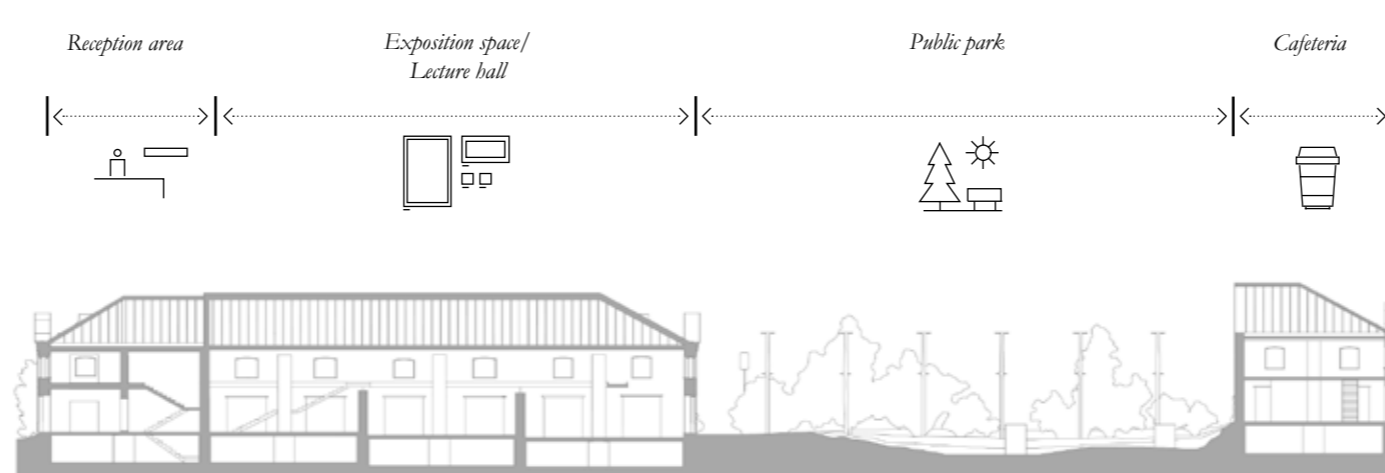 Reception area
Exposition space/
Lecture hall
Public park
Cafeteria